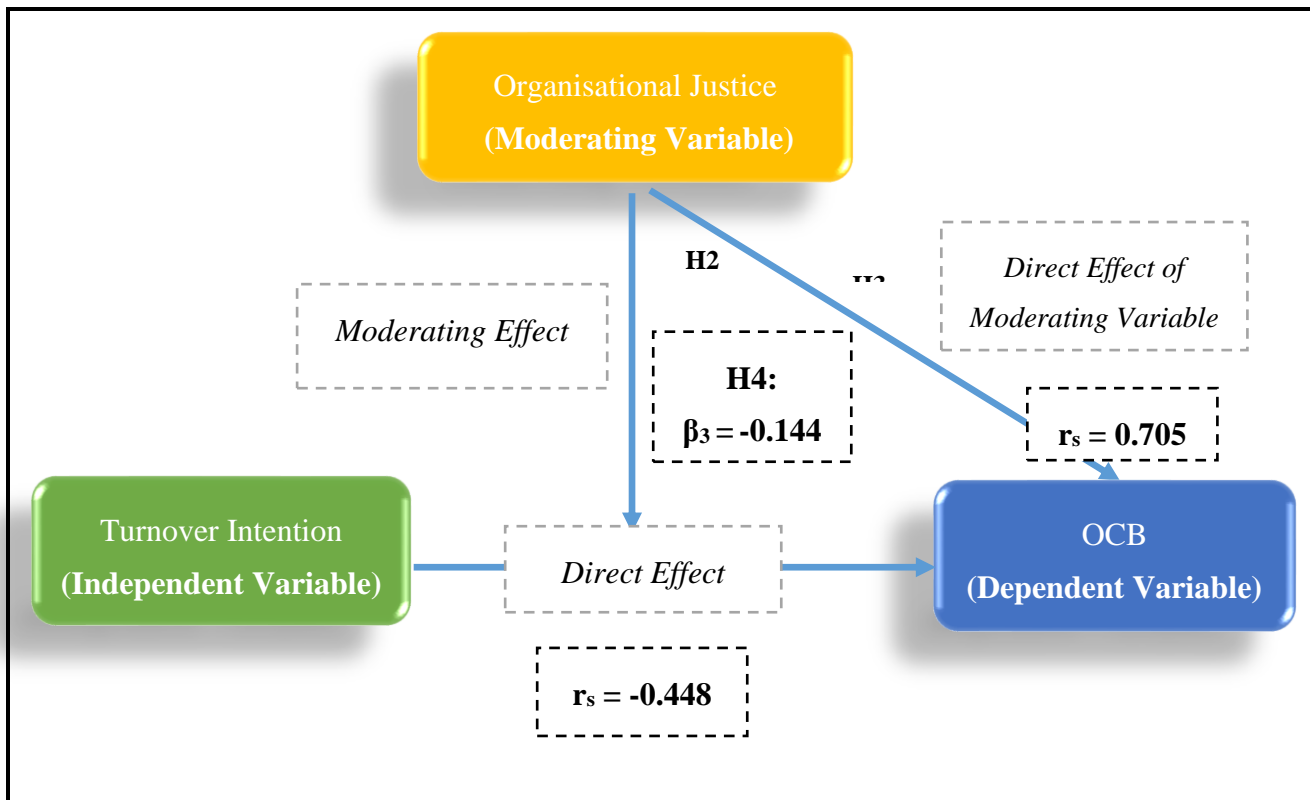 Organisational Justice
(Moderating Variable)
H2
Direct Effect of
Moderating Variable
Moderating Effect
H4:
β₃ = -0.144
rₛ = 0.705
Turnover Intention
(Independent Variable)
Direct Effect
OCB
(Dependent Variable)
rₛ = -0.448